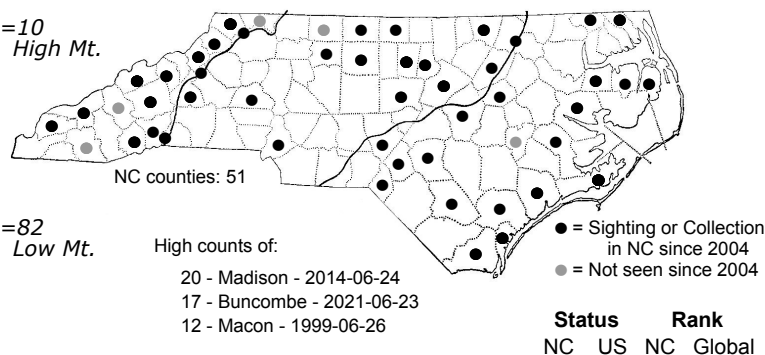 =10
High Mt.
NC counties: 51
=82
Low Mt.
High counts of:
20 - Madison - 2014-06-24
17 - Buncombe - 2021-06-23
12 - Macon - 1999-06-26
● = Sighting or Collection
in NC since 2004
● = Not seen since 2004
Status Rank
NC US NC Global